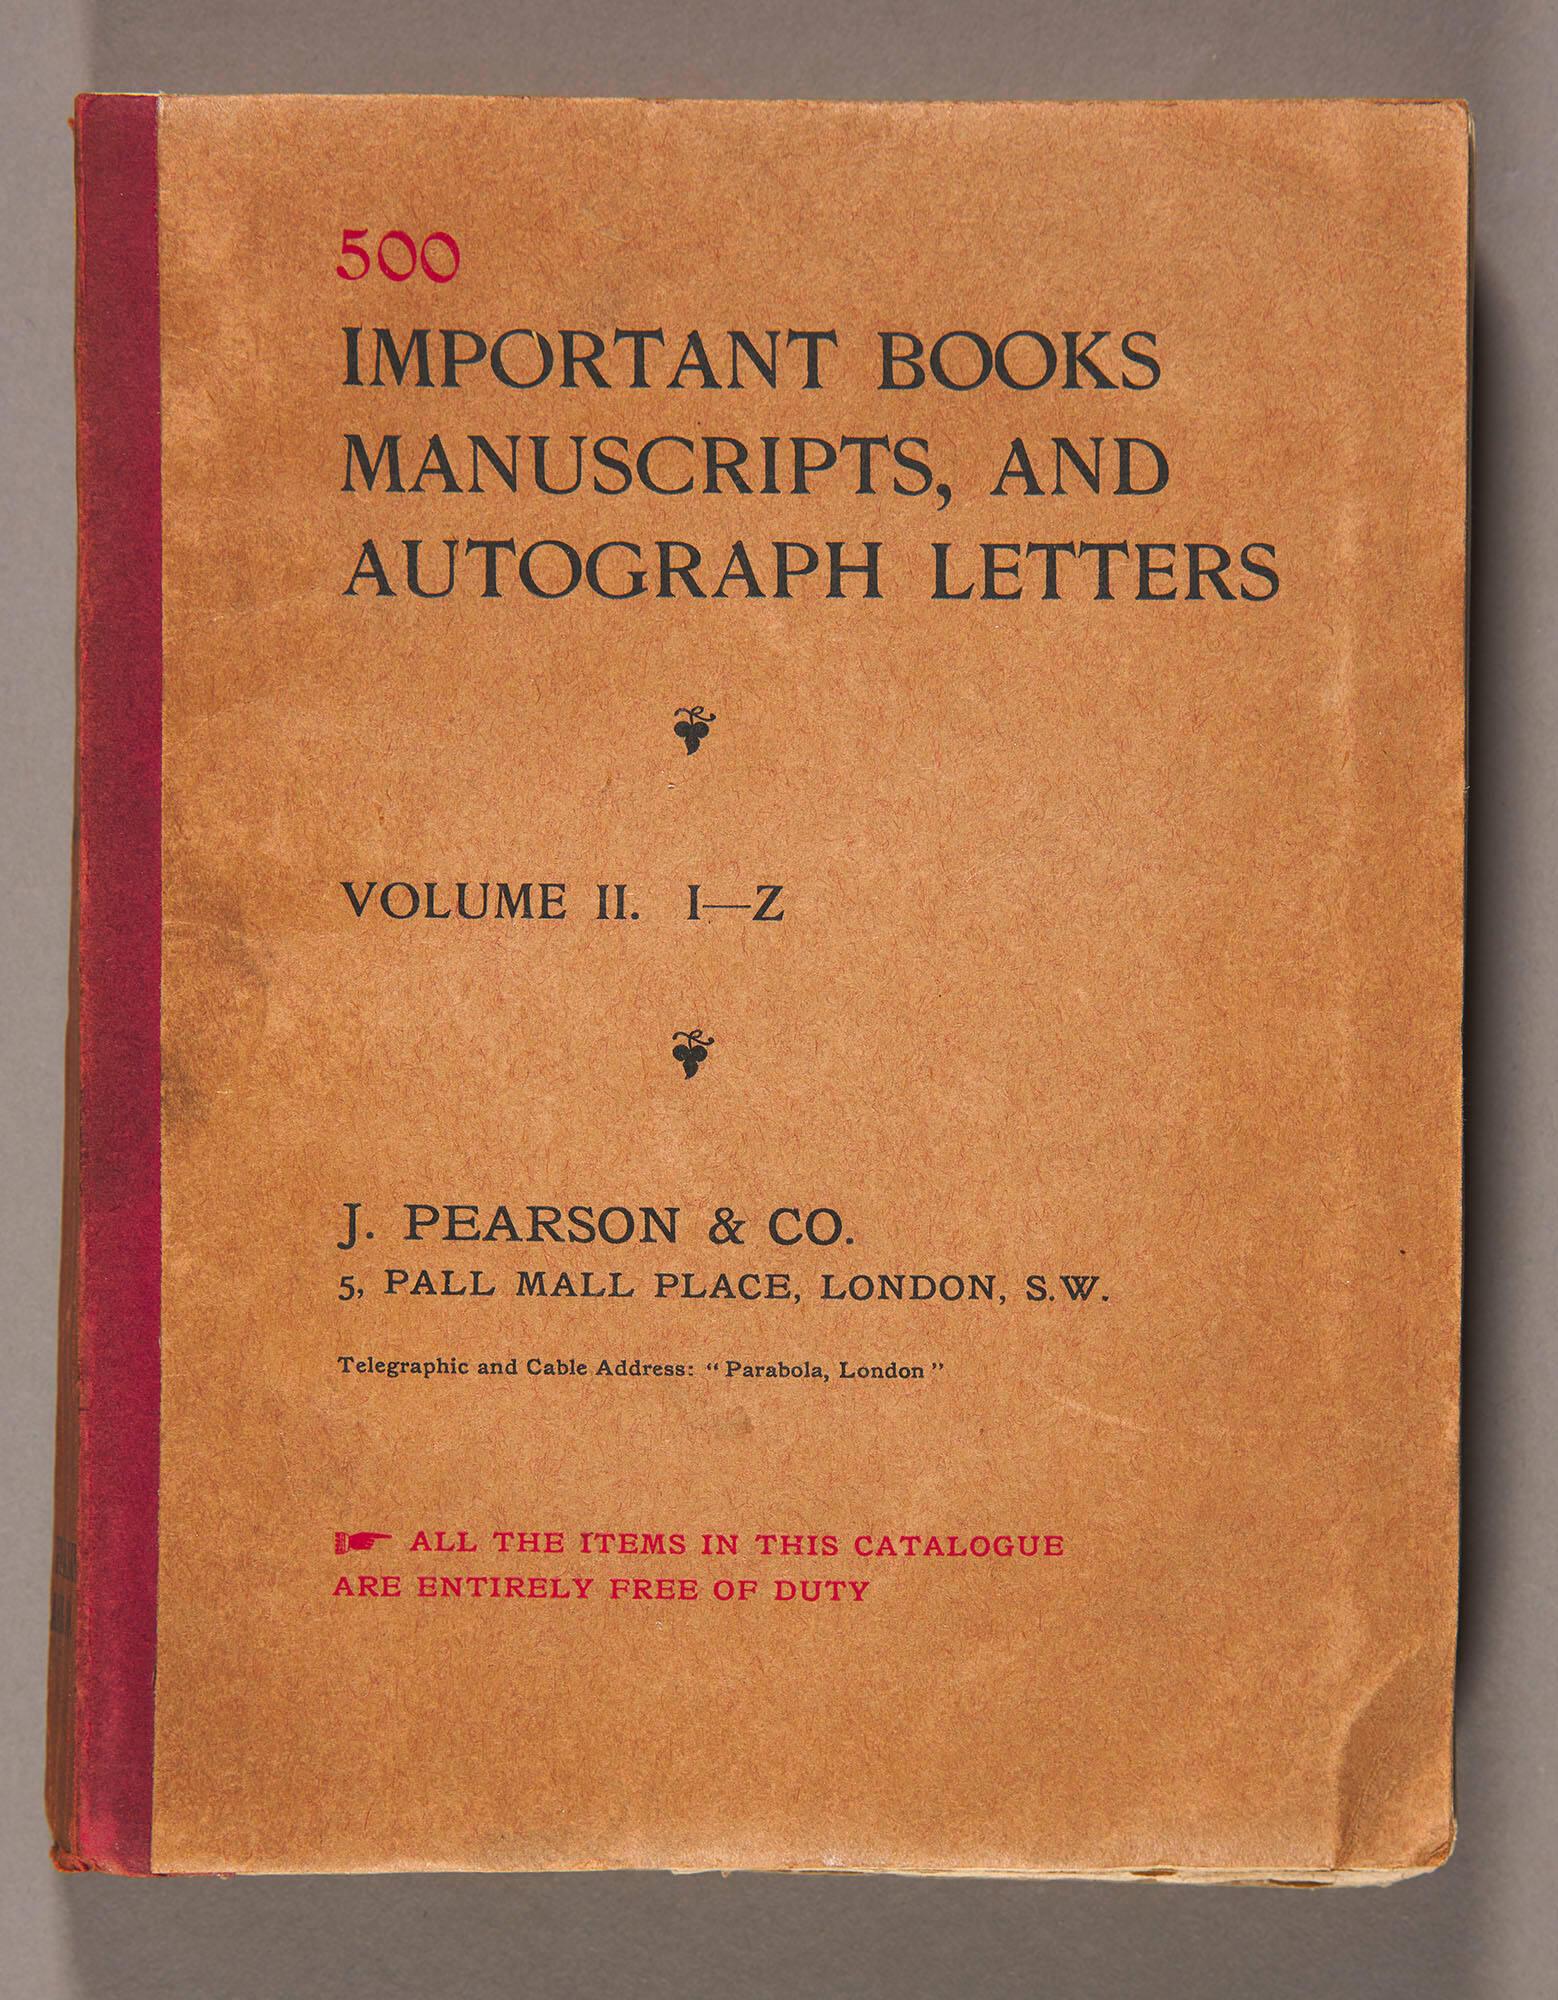 500
IMPORTANT BOOKS
MANUSCRIPTS, AND
AUTOGRAPH LETTERS
VOLUME II. I—Z
J. PEARSON & CO.
5, PALL MALL PLACE, LONDON, S.W.
Telegraphic and Cable Address: “ Parabola, London ”
☛ ALL THE ITEMS IN THIS CATALOGUE
ARE ENTIRELY FREE OF DUTY